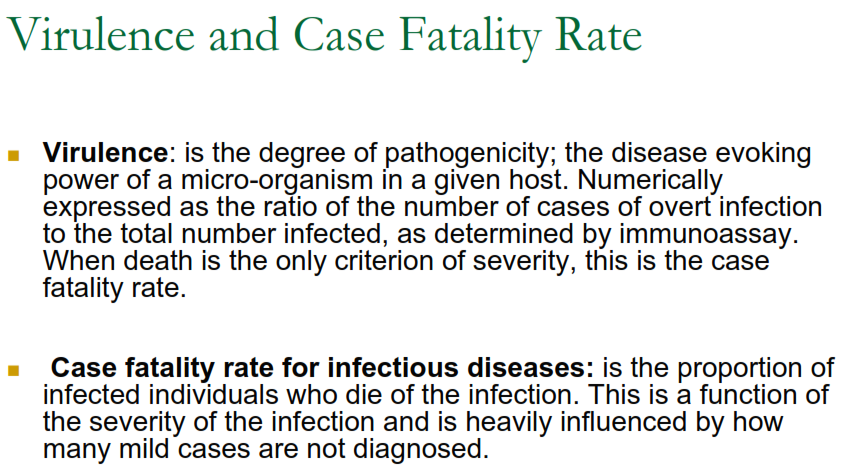 Virulence and Case Fatality Rate
Virulence: is the degree of pathogenicity; the disease evoking
power of a micro-organism in a given host. Numerically
expressed as the ratio of the number of cases of overt infection
to the total number infected, as determined by immunoassay.
When death is the only criterion of severity, this is the case
fatality rate.
Case fatality rate for infectious diseases: is the proportion of
infected individuals who die of the infection. This is a function of
the severity of the infection and is heavily influenced by how
many mild cases are not diagnosed.